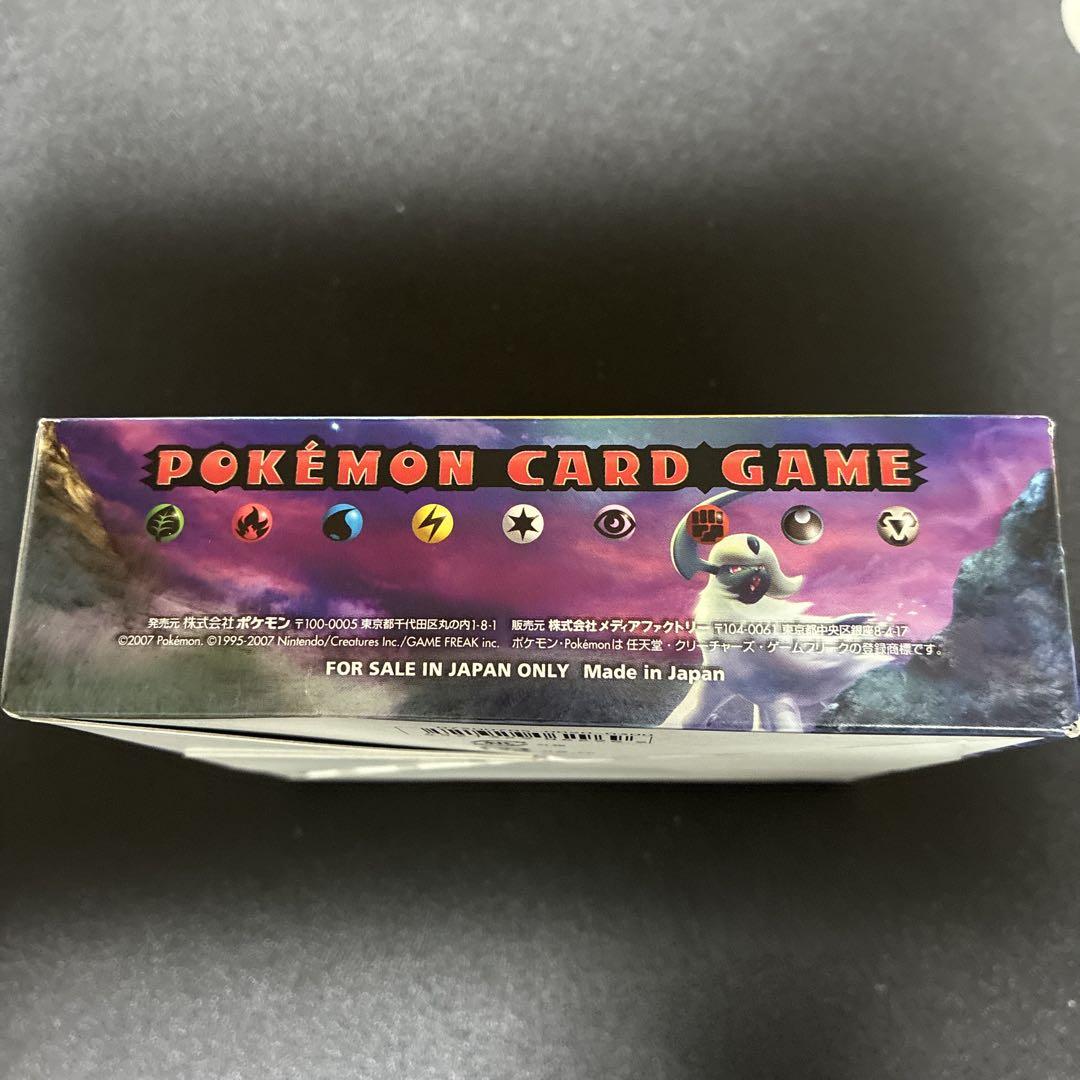 POKÉMON CARD GAME
発売元 株式会社 ポケモン 〒100-0005 東京都千代田区丸の内1-8-1 販売元 株式会社メディアファクトリー 〒104-0061 東京都中央区銀座8-4-17
©2007 Pokémon. ©1995-2007 Nintendo/Creatures Inc./GAME FREAK inc. ポケモン・Pokémonは 任天堂・クリーチャーズ・ゲームフリークの登録商標です。
FOR SALE IN JAPAN ONLY Made in Japan